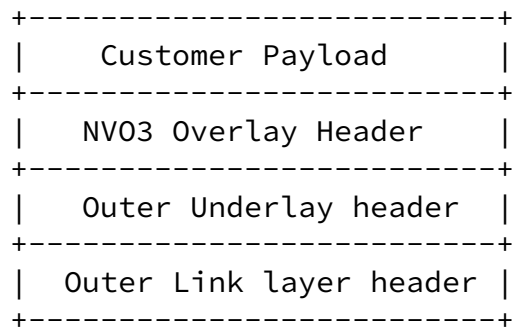 +--------------------------+
|     Customer Payload      |
+--------------------------+
|    NVO3 Overlay Header    |
+--------------------------+
|    Outer Underlay header  |
+--------------------------+
|   Outer Link layer header |
+--------------------------+